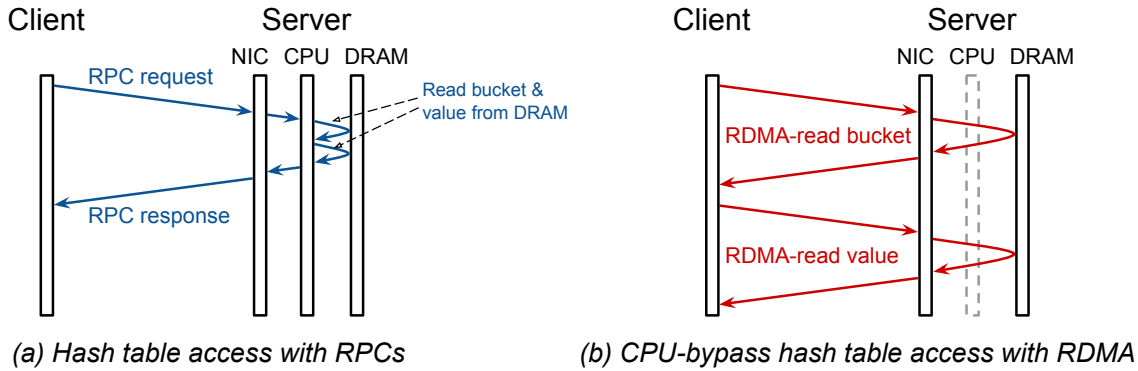 Client
Server
NIC
CPU
DRAM
RPC request
Read bucket &
value from DRAM
RPC response
(a) Hash table access with RPCs
Client
Server
NIC
CPU
DRAM
RDMA-read bucket
RDMA-read value
(b) CPU-bypass hash table access with RDMA